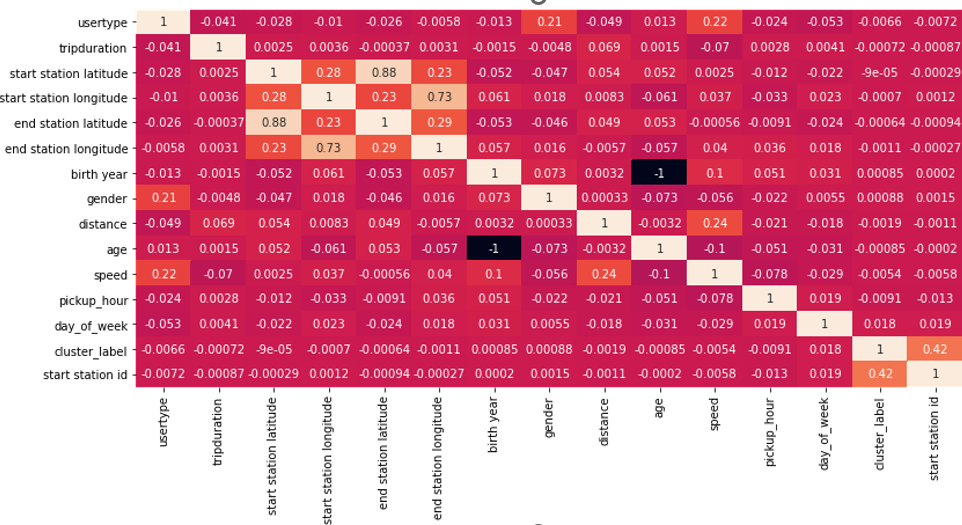 usertype 1 -0.041 -0.028 -0.01 -0.026 -0.0058 -0.013 0.21 -0.049 0.013 0.22 -0.024 -0.053 -0.0066 -0.0072
tripduration -0.041 1 0.0025 0.0036 -0.00037 0.0031 -0.0015 -0.0048 0.069 0.0015 -0.07 0.0028 0.0041 -0.00072 -0.00087
start station latitude -0.028 0.0025 1 0.28 0.88 0.23 -0.052 -0.047 0.054 0.052 0.0025 -0.012 -0.022 -9e-05 -0.00029
start station longitude -0.01 0.0036 0.28 1 0.23 0.73 0.061 0.018 0.0083 -0.061 0.037 -0.033 0.023 -0.0007 0.0012
end station latitude -0.026 -0.00037 0.88 0.23 1 0.29 -0.053 -0.046 0.049 0.053 -0.00056 -0.0091 -0.024 -0.00064 -0.00094
end station longitude -0.0058 0.0031 0.23 0.73 0.29 1 0.057 0.016 -0.0057 -0.057 0.04 0.036 0.018 -0.0011 -0.00027
birth year -0.013 -0.0015 -0.052 0.061 -0.053 0.057 1 0.073 0.0032 -1 0.1 0.051 0.031 0.00085 0.0002
gender 0.21 -0.0048 -0.047 0.018 -0.046 0.016 0.073 1 0.00033 -0.073 -0.056 -0.022 0.0055 0.00088 0.0015
distance -0.049 0.069 0.054 0.0083 0.049 -0.0057 0.0032 0.00033 1 -0.0032 0.24 -0.021 -0.018 -0.0019 -0.0011
age 0.013 0.0015 0.052 -0.061 0.053 -0.057 -1 -0.073 -0.0032 1 -0.1 -0.051 -0.031 -0.00085 -0.0002
speed 0.22 -0.07 0.0025 0.037 -0.00056 0.04 0.1 -0.056 0.24 -0.1 1 -0.078 -0.029 -0.0054 -0.0058
pickup_hour -0.024 0.0028 -0.012 -0.033 -0.0091 0.036 0.051 -0.022 -0.021 -0.051 -0.078 1 0.019 -0.0091 -0.013
day_of_week -0.053 0.0041 -0.022 0.023 -0.024 0.018 0.031 0.0055 -0.018 -0.031 -0.029 0.019 1 0.018 0.019
cluster_label -0.0066 -0.00072 -9e-05 -0.0007 -0.00064 -0.0011 0.00085 0.00088 -0.0019 -0.00085 -0.0054 -0.0091 0.018 1 0.42
start station id -0.0072 -0.00087 -0.00029 0.0012 -0.00094 -0.00027 0.0002 0.0015 -0.0011 -0.0002 -0.0058 -0.013 0.019 0.42 1
usertype
tripduration
start station latitude
start station longitude
end station latitude
end station longitude
birth year
gender
distance
age
speed
pickup_hour
day_of_week
cluster_label
start station id